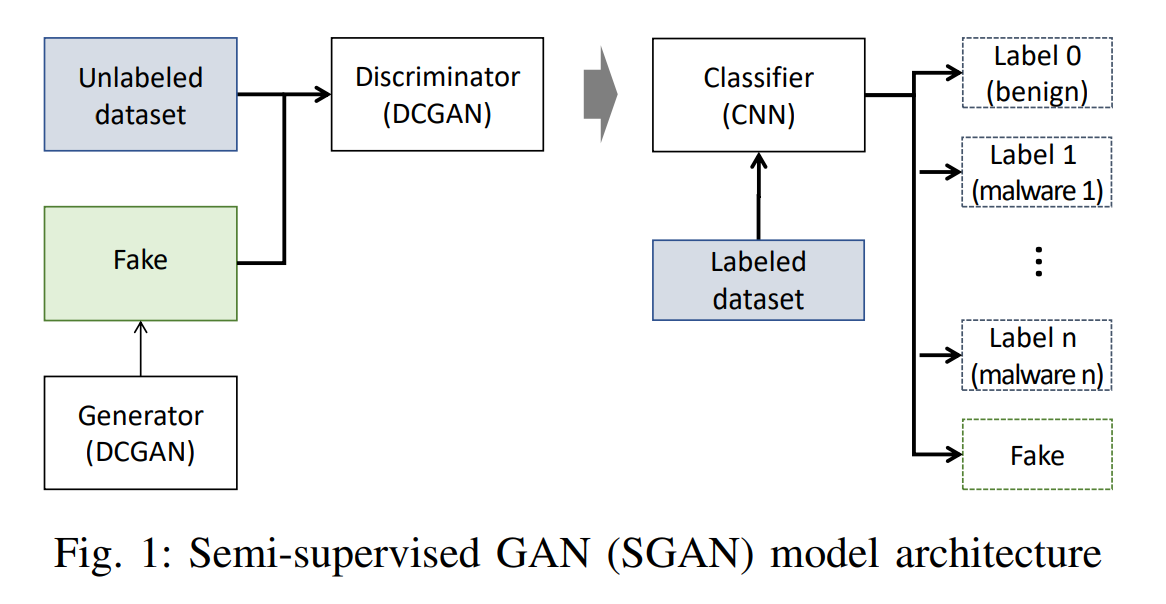 Unlabeled
dataset
Discriminator
(DCGAN)
Fake
Generator
(DCGAN)
Classifier
(CNN)
Labeled
dataset
Label 0
(benign)
Label 1
(malware 1)
Label n
(malware n)
Fake
Fig. 1: Semi-supervised GAN (SGAN) model architecture